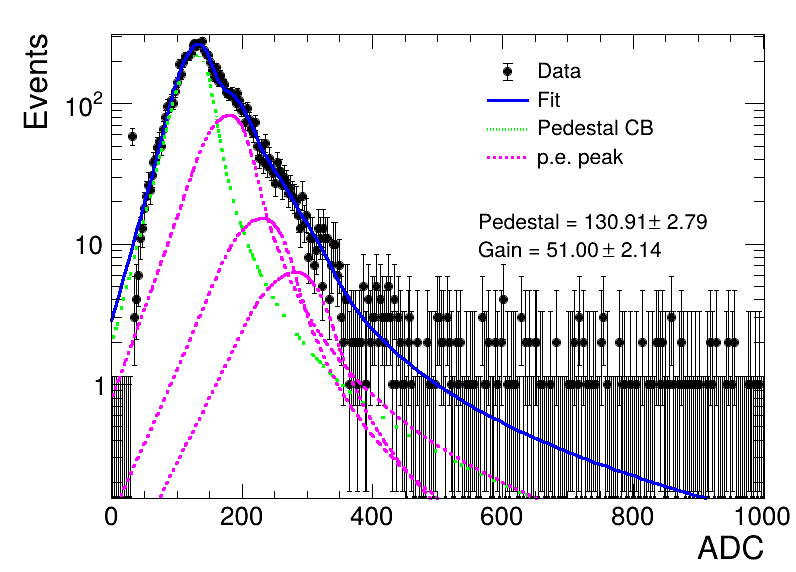 Events
10²
10
1
Data
Fit
Pedestal CB
p.e. peak
Pedestal = 130.91± 2.79
Gain = 51.00 ± 2.14
0 200 400 600 800 1000
ADC